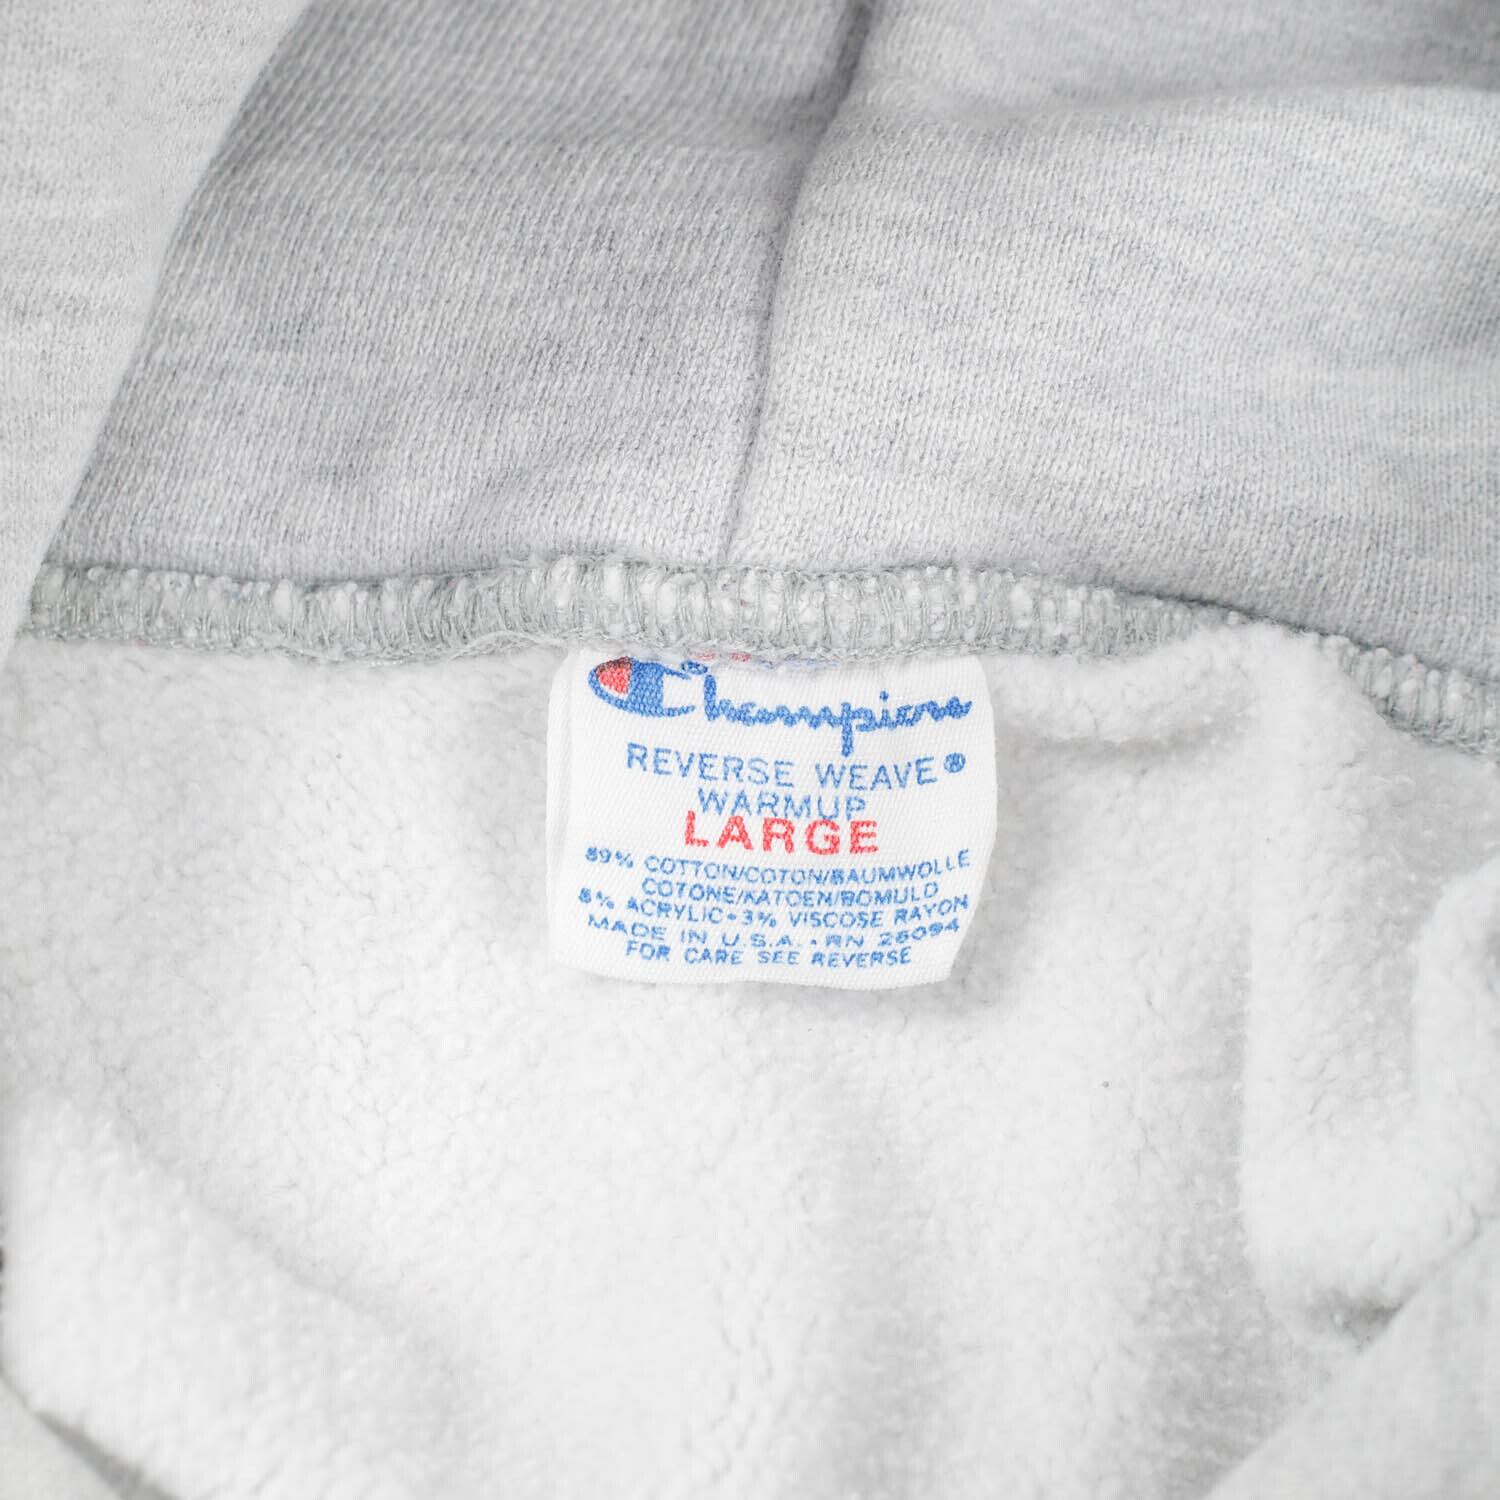 Champion
REVERSE WEAVE®
WARMUP
LARGE
89% COTTON/COTON/BAUMWOLLE
COTONE/KATOEN/BOMULD
8% ACRYLIC•3% VISCOSE RAYON
MADE IN U.S.A. • RN 26094
FOR CARE SEE REVERSE